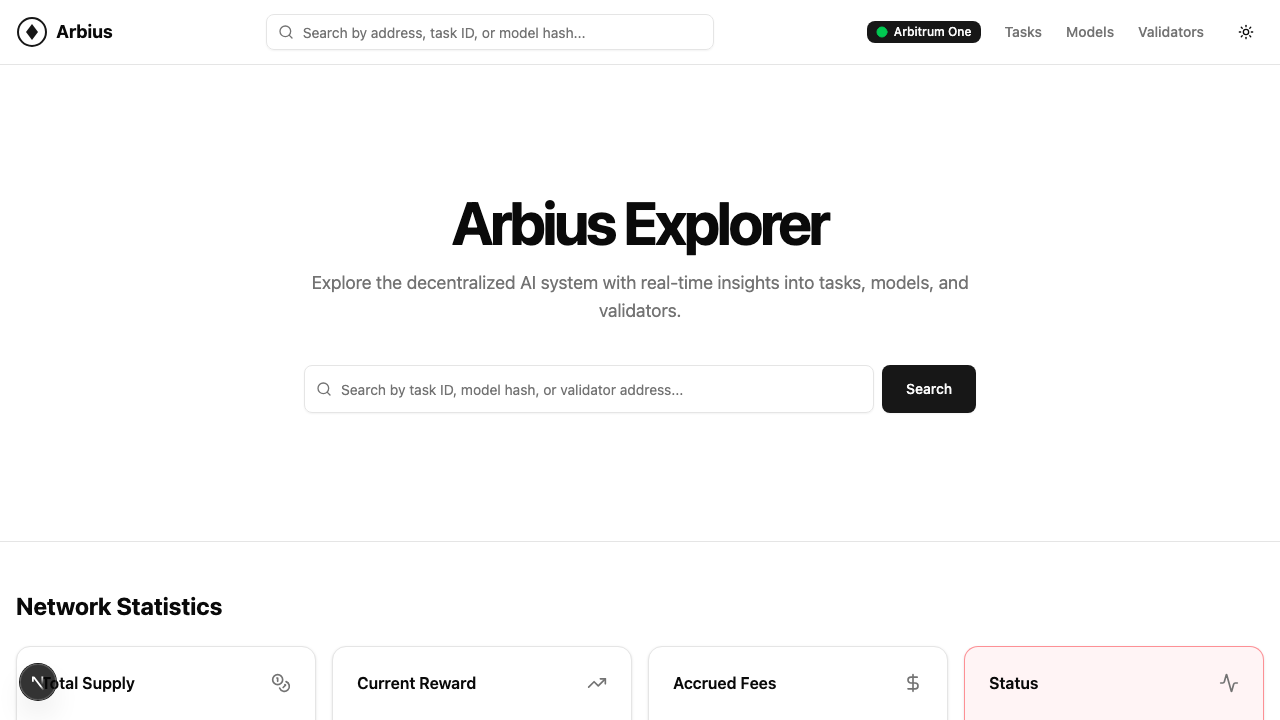 Arbius
Search by address, task ID, or model hash...
Arbitrum One
Tasks
Models
Validators
Arbius Explorer
Explore the decentralized AI system with real-time insights into tasks, models, and
validators.
Search by task ID, model hash, or validator address...
Search
Network Statistics
Total Supply
Current Reward
Accrued Fees
Status